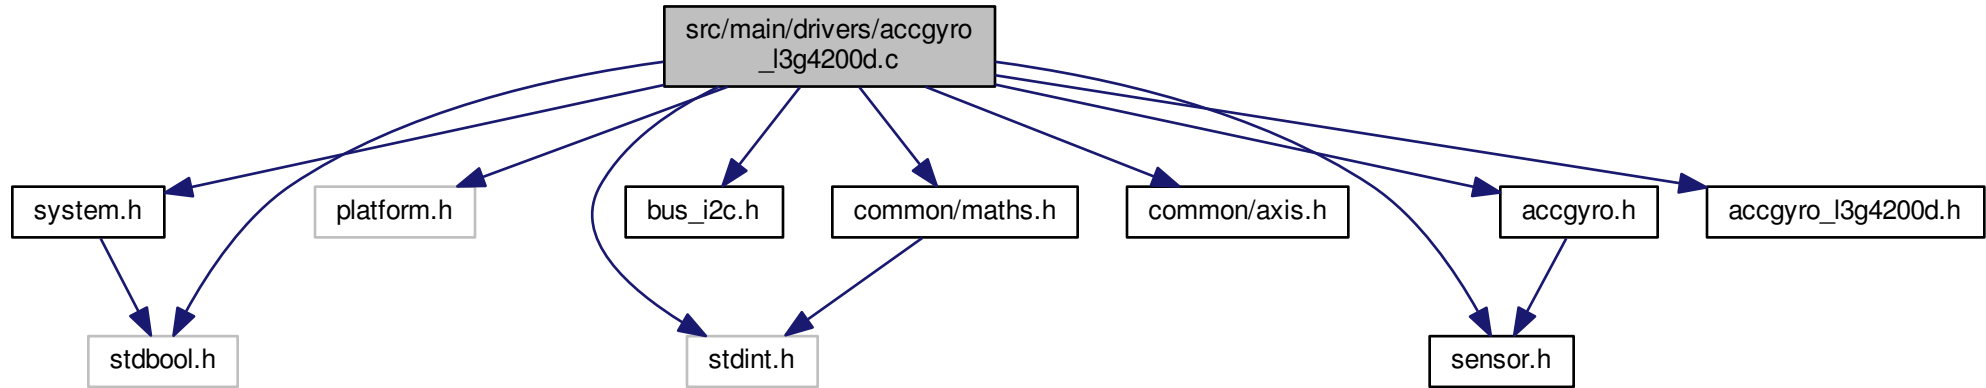 src/main/drivers/accgyro
_l3g4200d.c
system.h
platform.h
bus_i2c.h
common/maths.h
common/axis.h
accgyro.h
accgyro_l3g4200d.h
stdbool.h
stdint.h
sensor.h